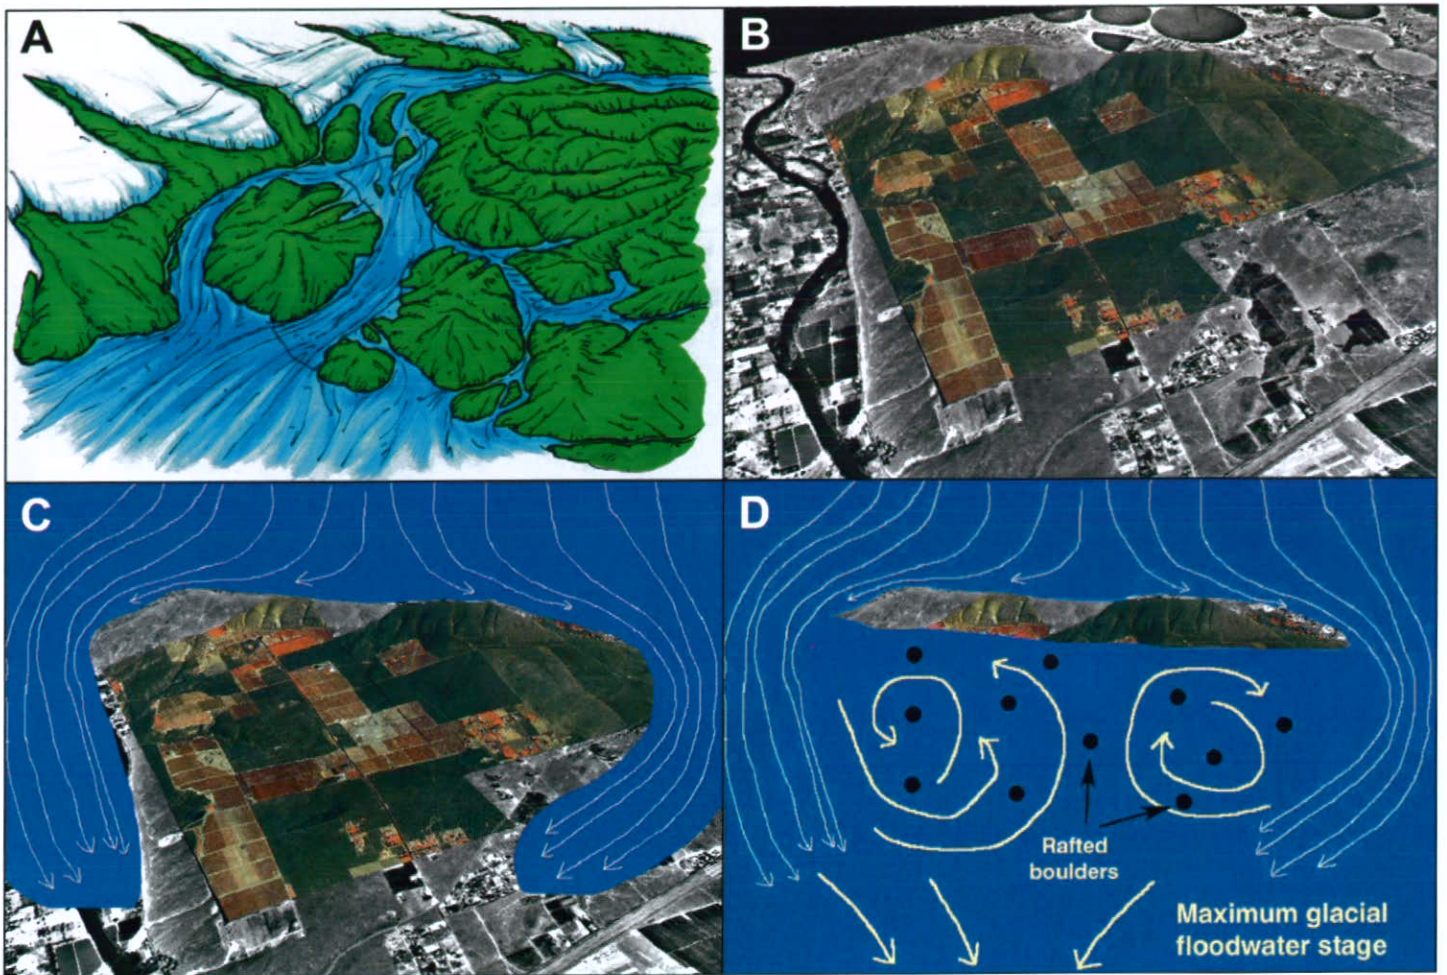 A
B
C
D
Rafted
boulders
Maximum glacial
floodwater stage